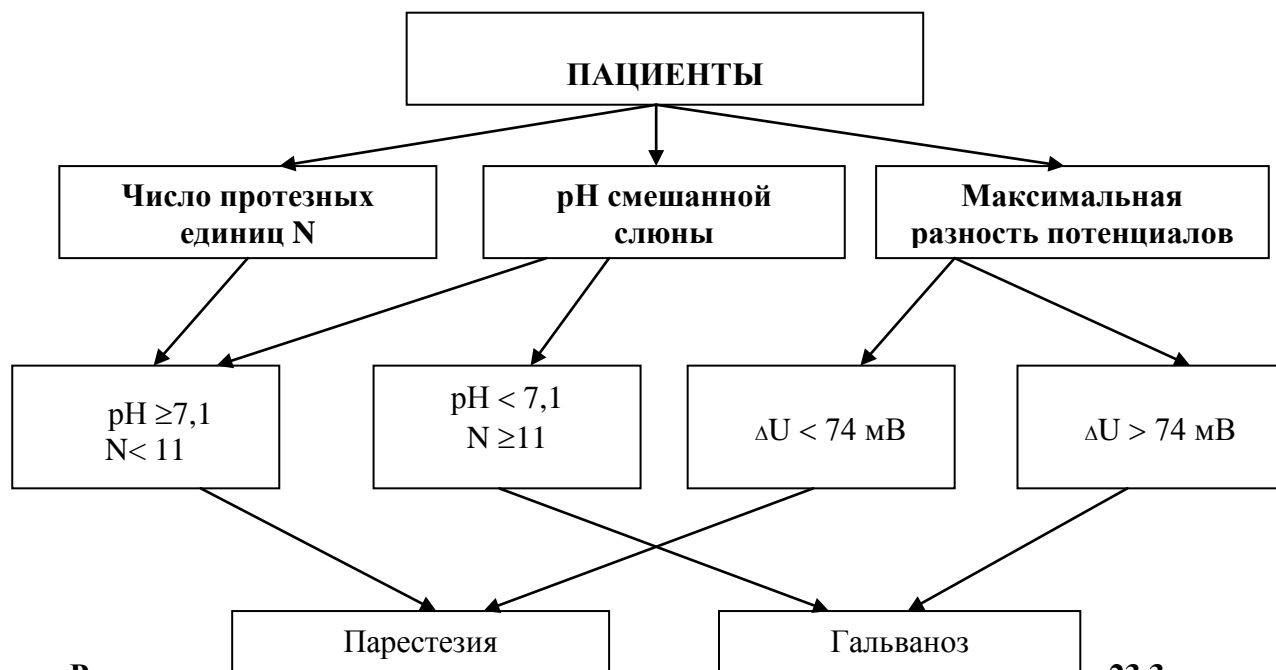 N ≥11
ПАЦИЕНТЫ
Число протезных
единиц N
pH смешанной
слюны
Максимальная
разность потенциалов
pH ≥7,1
N< 11
pH < 7,1
N ≥11
ΔU < 74 мВ
ΔU > 74 мВ
Парестезия
Гальваноз